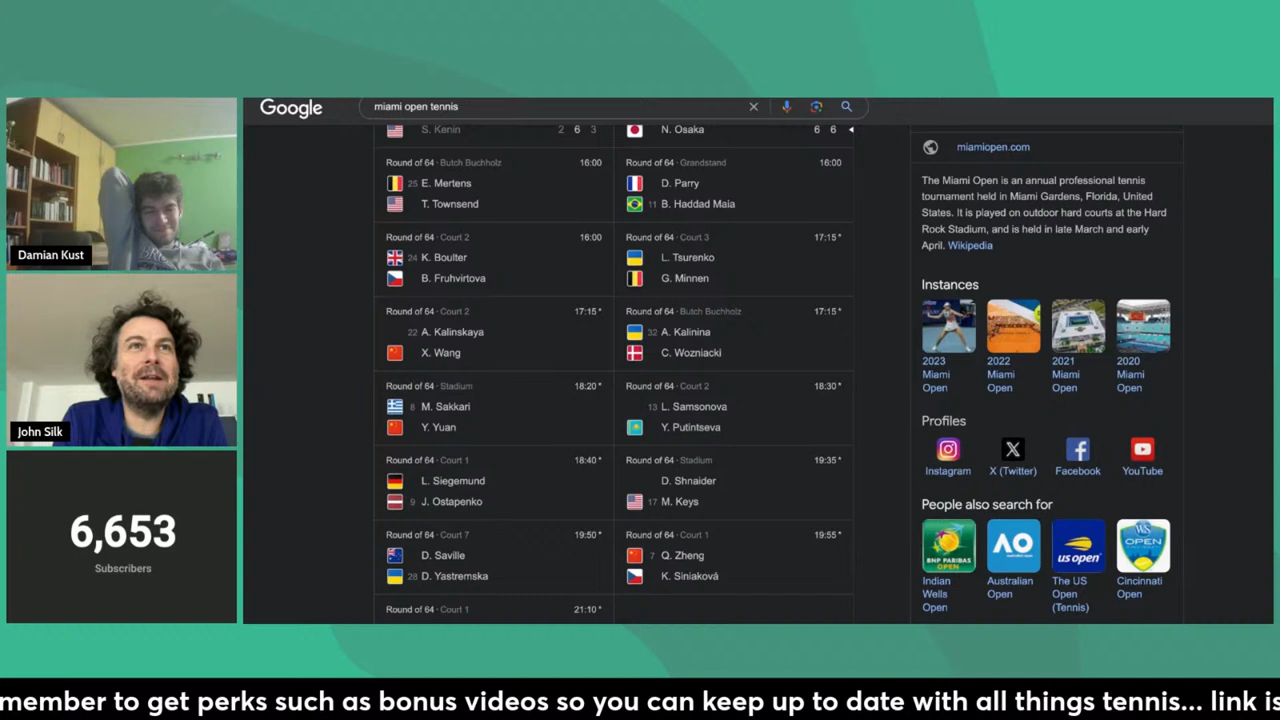 Google
miami open tennis
S. Kenin 2 6 3
N. Osaka 6 6
Round of 64 · Butch Buchholz 16:00
25 E. Mertens
T. Townsend
Round of 64 · Grandstand 16:00
D. Parry
11 B. Haddad Maia
Round of 64 · Court 2 16:00
24 K. Boulter
B. Fruhvirtova
Round of 64 · Court 3 17:15*
L. Tsurenko
G. Minnen
Round of 64 · Court 2 17:15*
22 A. Kalinskaya
X. Wang
Round of 64 · Butch Buchholz 17:15*
32 A. Kalinina
C. Wozniacki
Round of 64 · Stadium 18:20*
8 M. Sakkari
Y. Yuan
Round of 64 · Court 2 18:30*
13 L. Samsonova
Y. Putintseva
Round of 64 · Court 1 18:40*
L. Siegemund
9 J. Ostapenko
Round of 64 · Stadium 19:35*
D. Shnaider
17 M. Keys
Round of 64 · Court 7 19:50*
D. Saville
28 D. Yastremska
Round of 64 · Court 1 19:55*
7 Q. Zheng
K. Siniaková
Round of 64 · Court 1 21:10*
miamiopen.com
The Miami Open is an annual professional tennis
tournament held in Miami Gardens, Florida, United
States. It is played on outdoor hard courts at the Hard
Rock Stadium, and is held in late March and early
April. Wikipedia
Instances
2023 Miami Open
2022 Miami Open
2021 Miami Open
2020 Miami Open
Profiles
Instagram
X (Twitter)
Facebook
YouTube
People also search for
BNP PARIBAS
OPEN
AO
us open
W&S
OPEN
Indian Wells Open
Australian Open
The US Open (Tennis)
Cincinnati Open
Damian Kust
John Silk
6,653
Subscribers
member to get perks such as bonus videos so you can keep up to date with all things tennis... link is